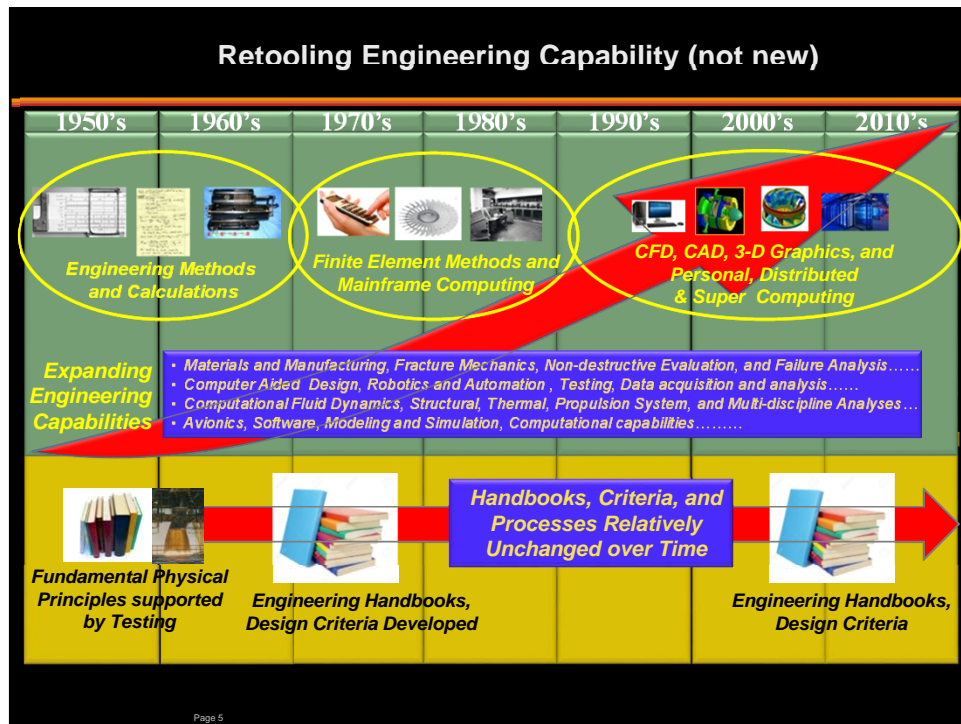 Retooling Engineering Capability (not new)
1950's 1960's 1970's 1980's 1990's 2000's 2010's
Engineering Methods
and Calculations
Finite Element Methods and
Mainframe Computing
CFD, CAD, 3-D Graphics, and
Personal, Distributed
& Super Computing
Expanding
Engineering
Capabilities
• Materials and Manufacturing, Fracture Mechanics, Non-destructive Evaluation, and Failure Analysis……
• Computer Aided Design, Robotics and Automation , Testing, Data acquisition and analysis……
• Computational Fluid Dynamics, Structural, Thermal, Propulsion System, and Multi-discipline Analyses…
• Avionics, Software, Modeling and Simulation, Computational capabilities………
Handbooks, Criteria, and
Processes Relatively
Unchanged over Time
Fundamental Physical
Principles supported
by Testing
Engineering Handbooks,
Design Criteria Developed
Engineering Handbooks,
Design Criteria
Page 5